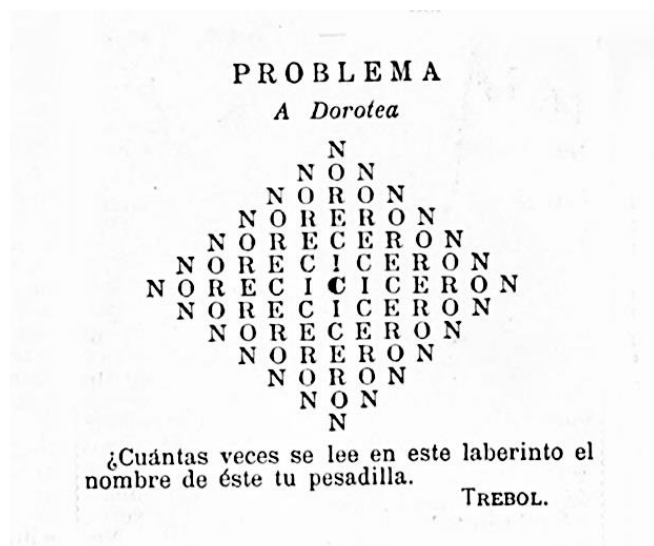 PROBLEMA
A Dorotea
N
N O N
N O R O N
N O R E R O N
N O R E C E R O N
N O R E C I C E R O N
N O R E C I C I C E R O N
N O R E C I C E R O N
N O R E C E R O N
N O R E R O N
N O R O N
N O N
N
¿Cuántas veces se lee en este laberinto el
nombre de éste tu pesadilla.
TREBOL.